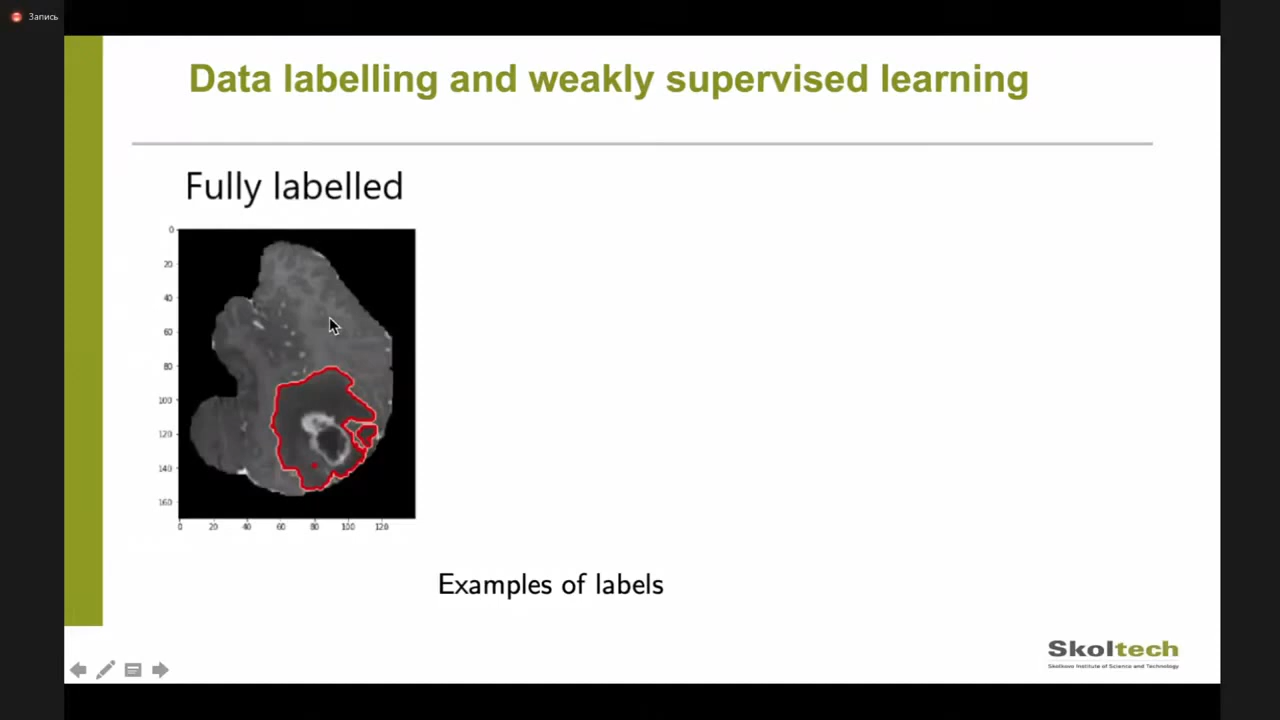 Запись
Data labelling and weakly supervised learning
Fully labelled
0
20
40
60
80
100
120
140
160
0 20 40 60 80 100 120
Examples of labels
Skoltech
Skolkovo Institute of Science and Technology